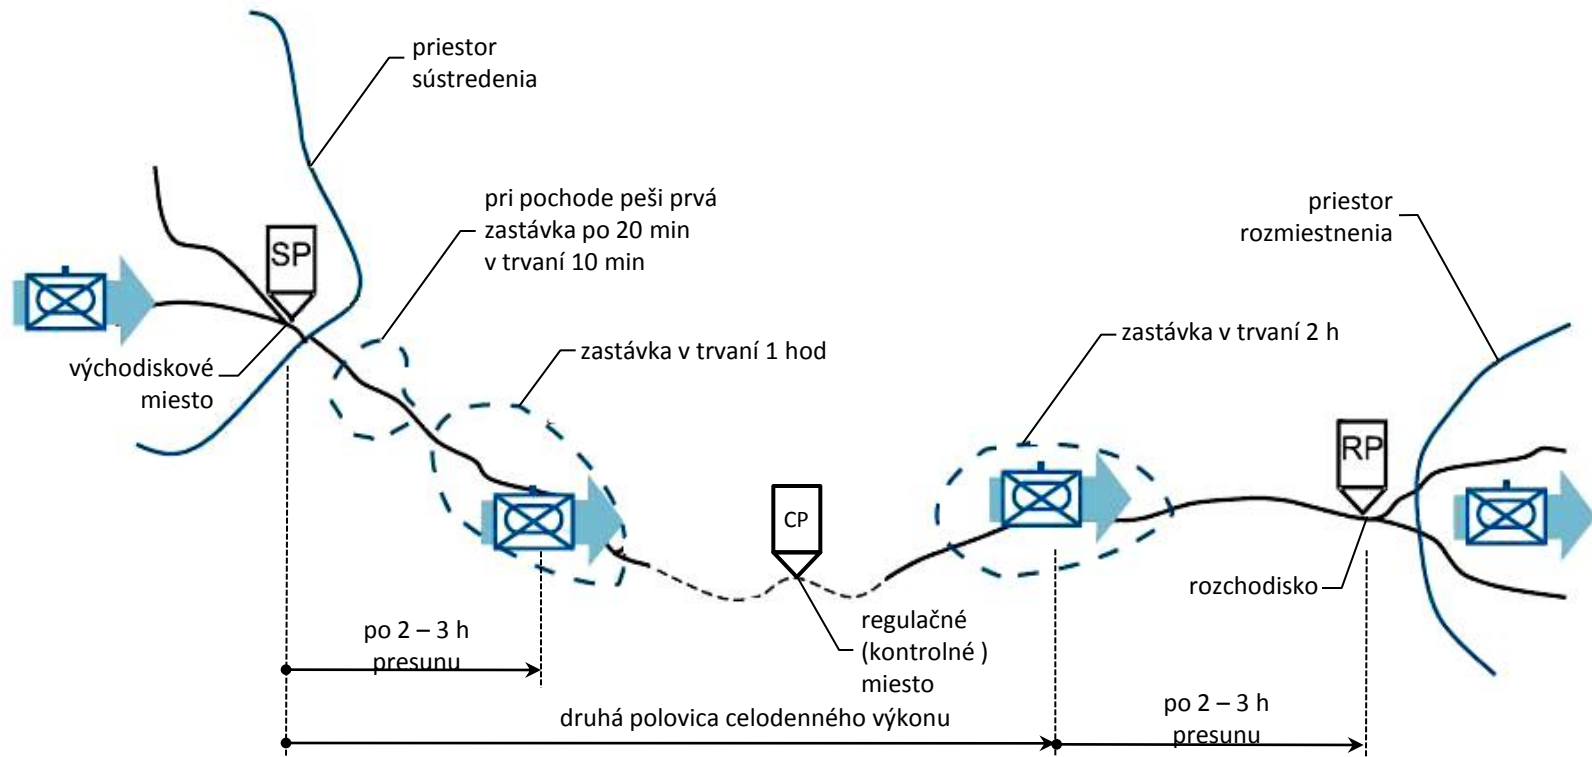 priestor
sústredenia
pri pochode peši prvá
zastávka po 20 min
v trvaní 10 min
priestor
rozmiestnenia
SP
zastávka v trvaní 1 hod
zastávka v trvaní 2 h
východiskové
miesto
RP
CP
rozchodisko
regulačné
(kontrolné )
miesto
po 2 – 3 h
presunu
druhá polovica celodenného výkonu
po 2 – 3 h
presunu